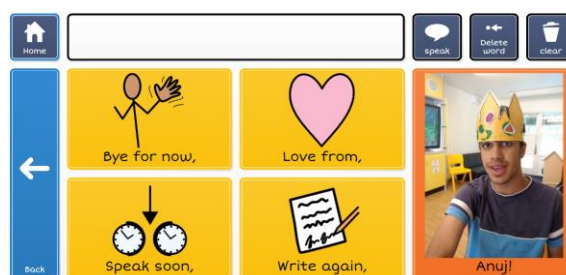 Home
speak
Delete
word
clear
Bye for now,
Love from,
Back
Speak soon,
Write again,
Anuj!